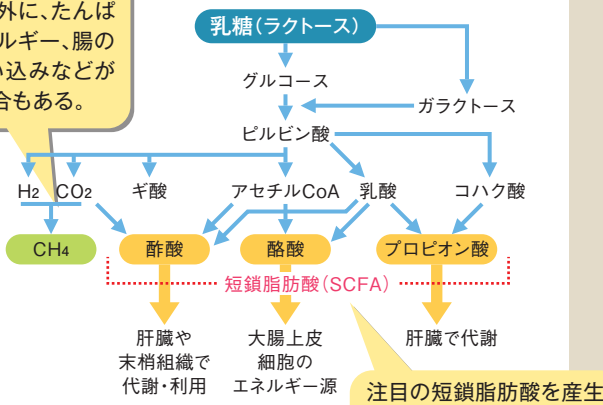 外に、たんぱ
ルギー、腸の
い込みなどが
合もある。
乳糖(ラクトース)
グルコース
ガラクトース
ピルビン酸
H2 CO2 ギ酸 アセチルCoA 乳酸 コハク酸
CH4 酢酸 酪酸 プロピオン酸
短鎖脂肪酸(SCFA)
肝臓や
末梢組織で
代謝・利用
大腸上皮
細胞の
エネルギー源
肝臓で代謝
注目の短鎖脂肪酸を産生